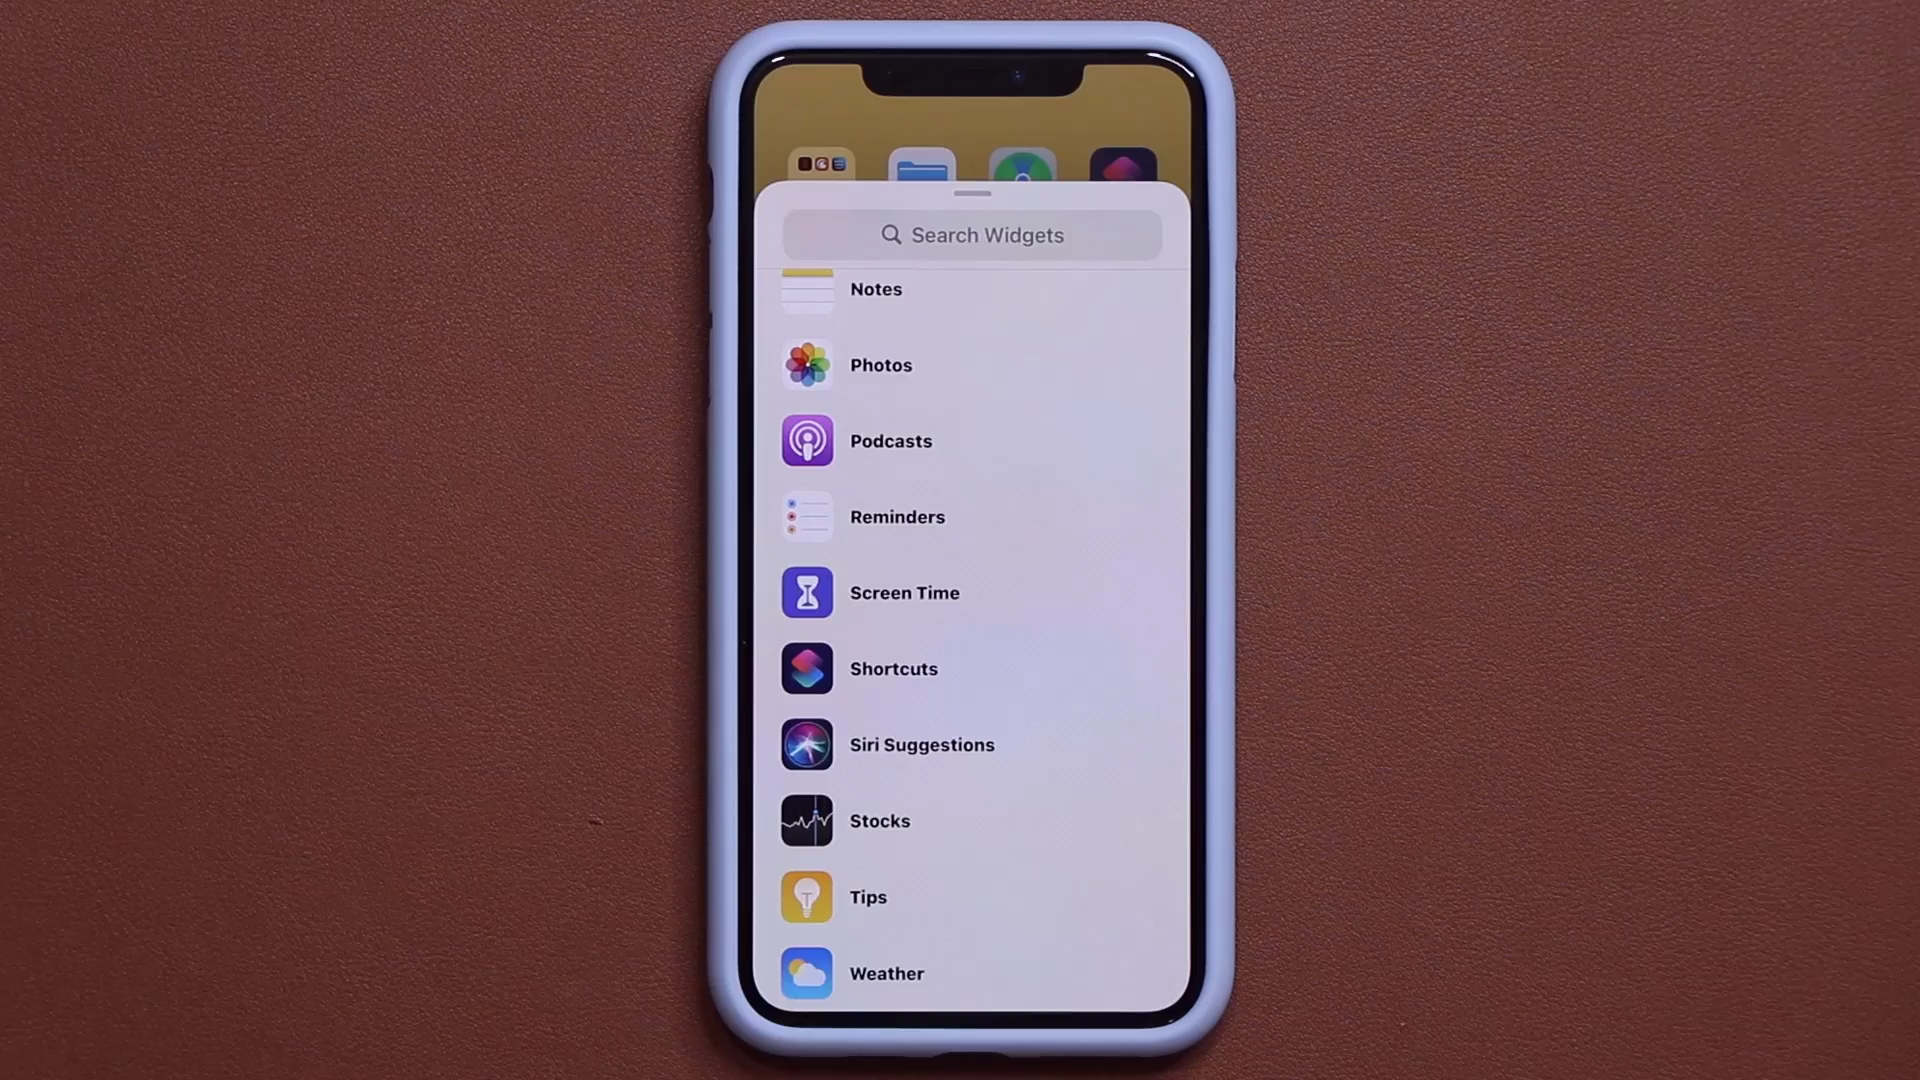 Search Widgets
Notes
Photos
Podcasts
Reminders
Screen Time
Shortcuts
Siri Suggestions
Stocks
Tips
Weather